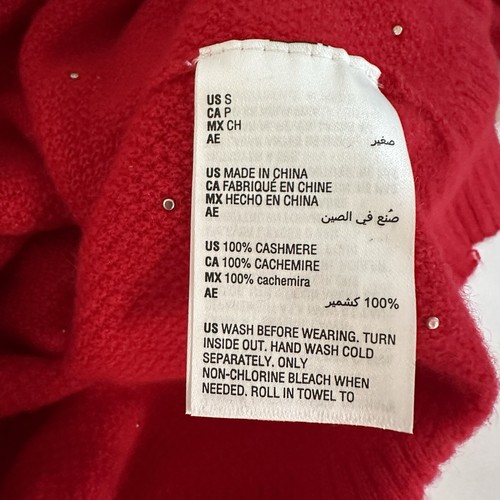 US S
CA P
MX CH
AE صغير
US MADE IN CHINA
CA FABRIQUÉ EN CHINE
MX HECHO EN CHINA
AE صُنع في الصين
US 100% CASHMERE
CA 100% CACHEMIRE
MX 100% cachemira
AE 100% كشمير
US WASH BEFORE WEARING. TURN
INSIDE OUT. HAND WASH COLD
SEPARATELY. ONLY
NON-CHLORINE BLEACH WHEN
NEEDED. ROLL IN TOWEL TO